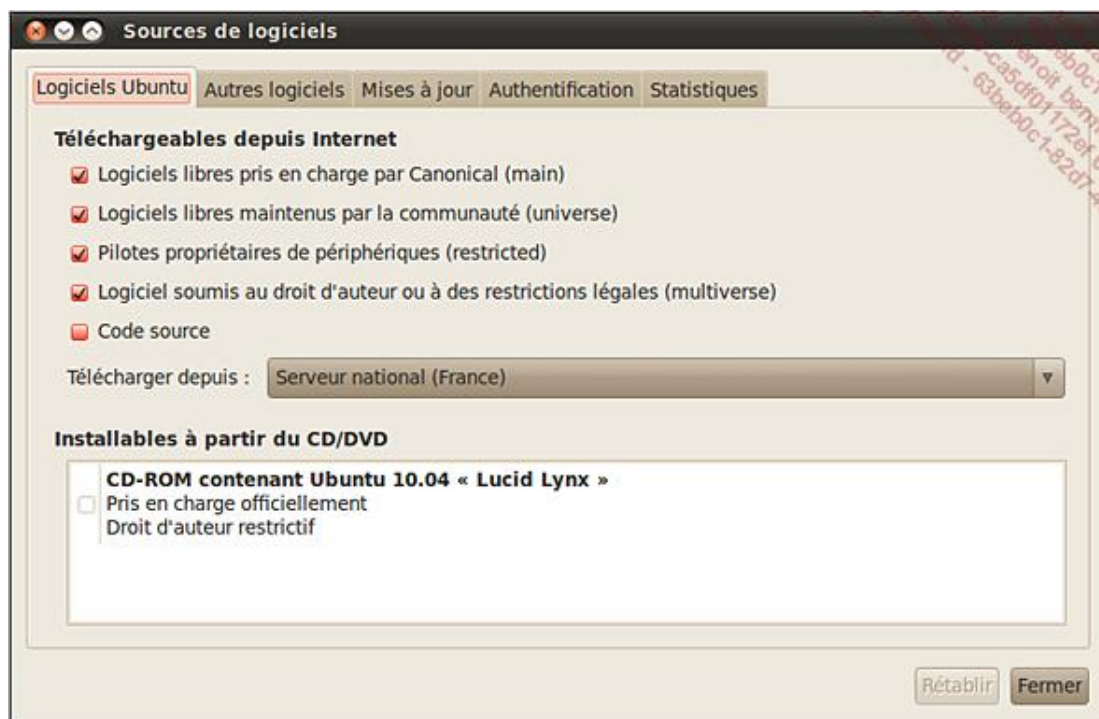 Sources de logiciels
Logiciels Ubuntu Autres logiciels Mises à jour Authentification Statistiques
Téléchargeables depuis Internet
Logiciels libres pris en charge par Canonical (main)
Logiciels libres maintenus par la communauté (universe)
Pilotes propriétaires de périphériques (restricted)
Logiciel soumis au droit d'auteur ou à des restrictions légales (multiverse)
Code source
Télécharger depuis : Serveur national (France)
Installables à partir du CD/DVD
CD-ROM contenant Ubuntu 10.04 « Lucid Lynx »
Pris en charge officiellement
Droit d'auteur restrictif
Rétablir Fermer